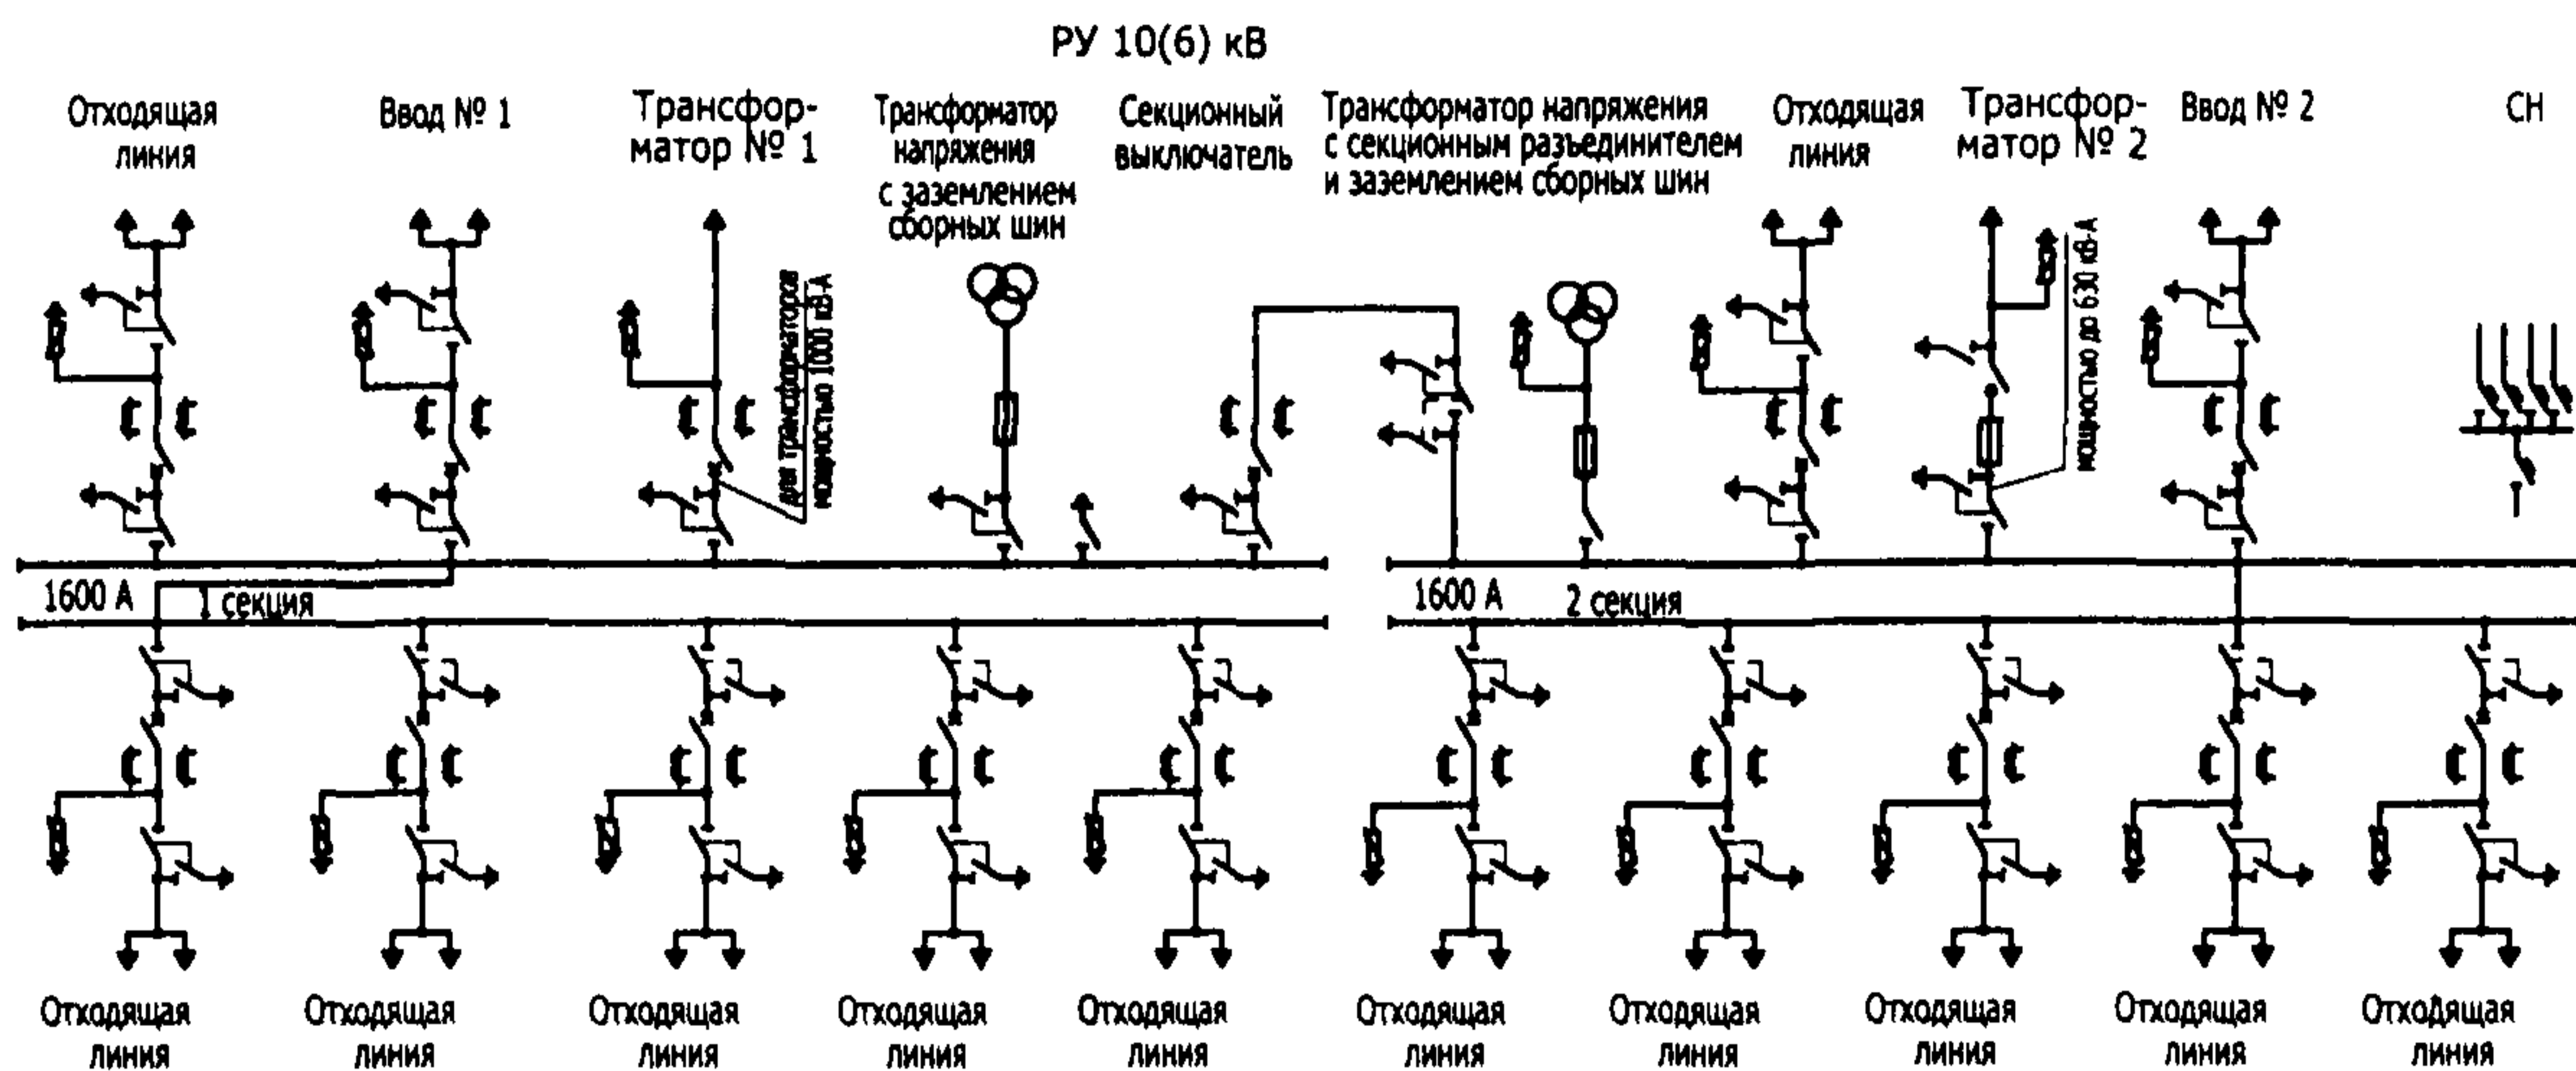 РУ 10(6) кВ
Отходящая
линия
Ввод № 1
Трансфор-
матор № 1
Трансформатор
напряжения
с заземлением
сборных шин
Секционный
выключатель
Трансформатор напряжения
с секционным разъединителем
и заземлением сборных шин
Отходящая
линия
Трансфор-
матор № 2
Ввод № 2
СН
для трансформаторов
мощностью 1000 кВ·А
мощностью до 630 кВ·А
1600 А
1 секция
1600 А
2 секция
Отходящая
линия
Отходящая
линия
Отходящая
линия
Отходящая
линия
Отходящая
линия
Отходящая
линия
Отходящая
линия
Отходящая
линия
Отходящая
линия
Отходящая
линия